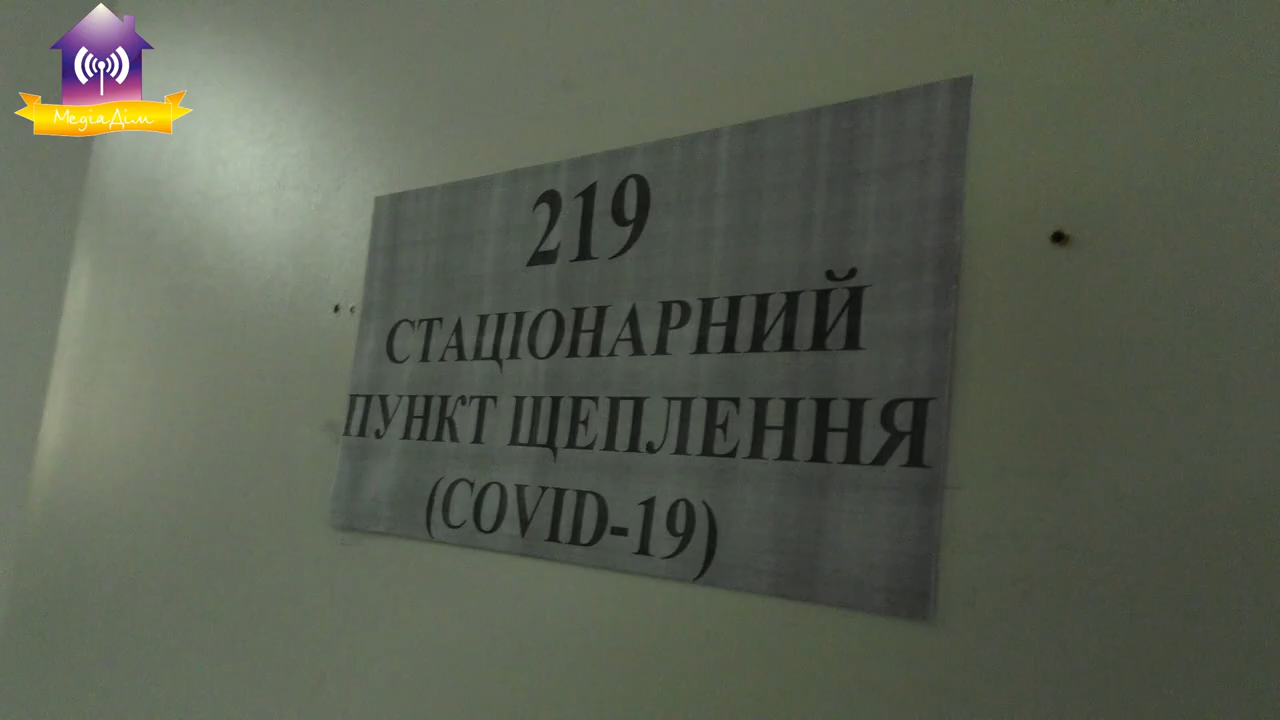 МедіаДім
219
СТАЦІОНАРНИЙ
ПУНКТ ЩЕПЛЕННЯ
(COVID-19)